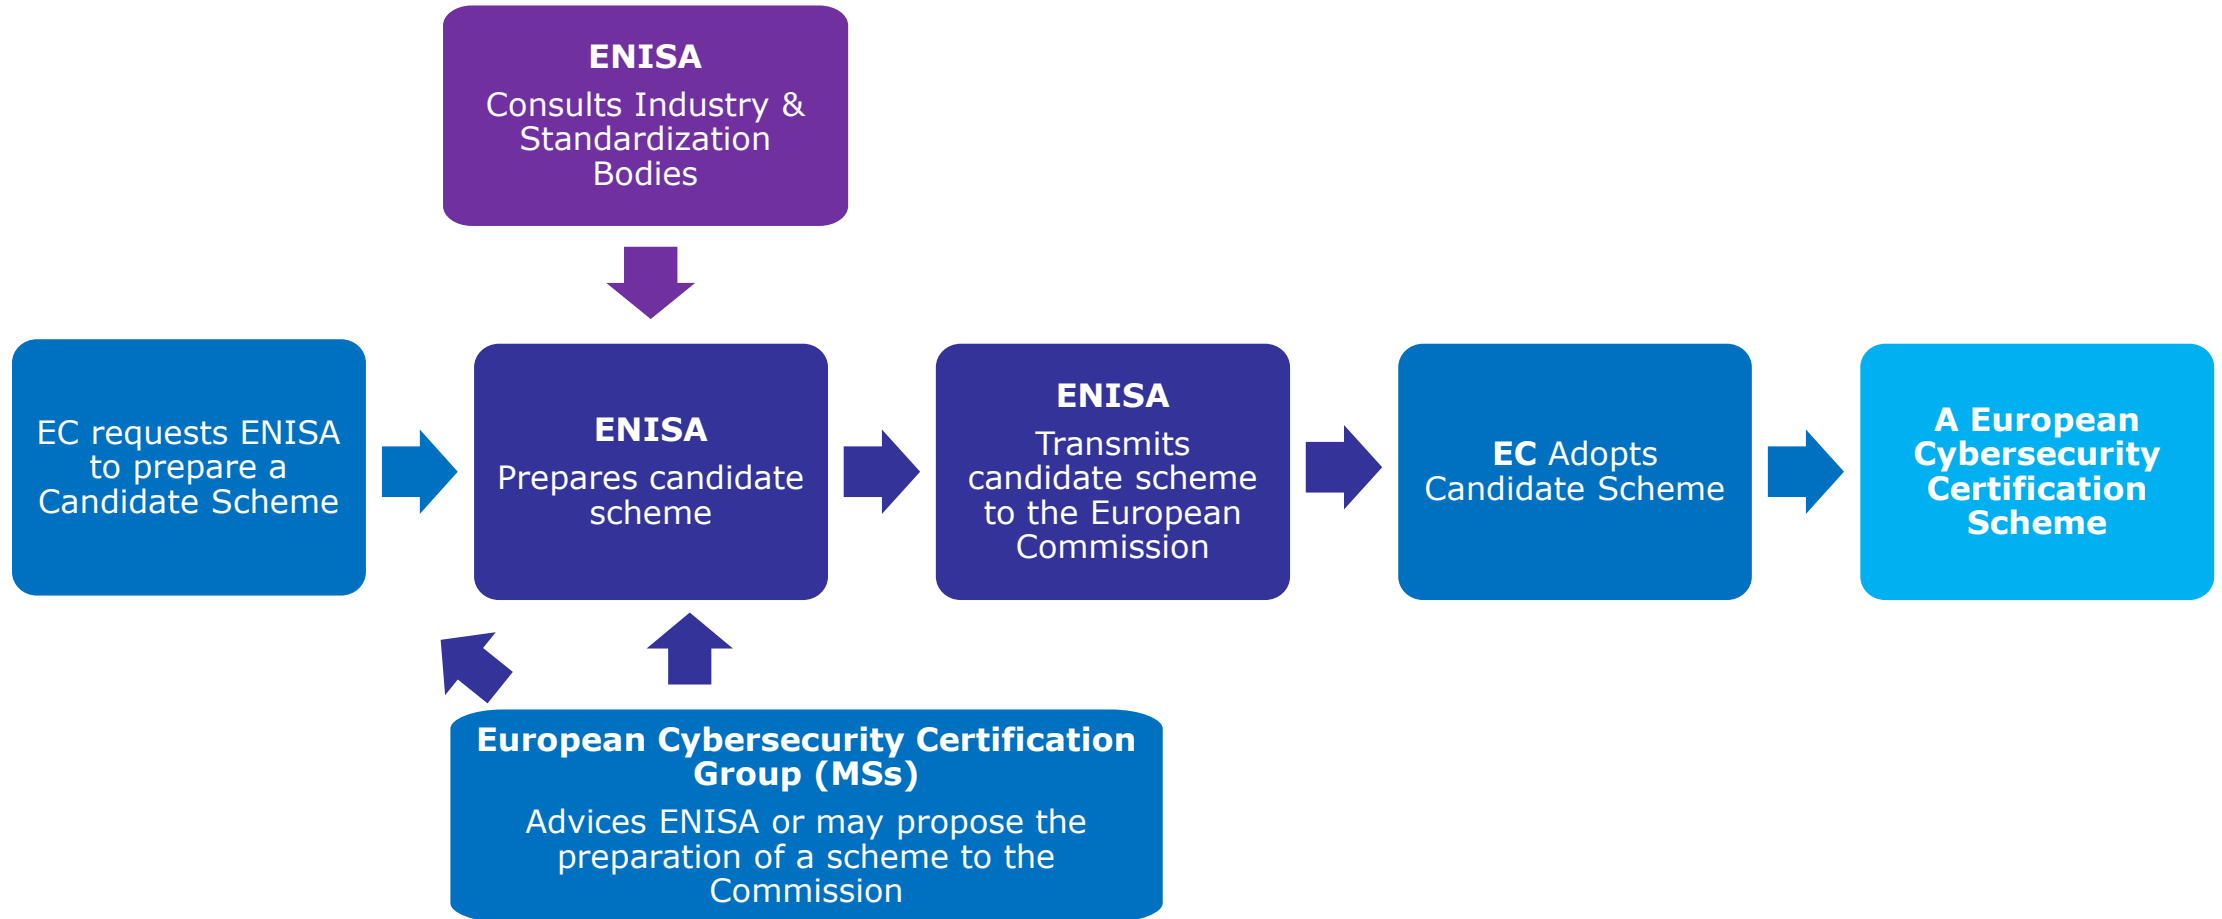 ENISA
Consults Industry &
Standardization
Bodies
EC requests ENISA
to prepare a
Candidate Scheme
ENISA
Prepares candidate
scheme
ENISA
Transmits
candidate scheme
to the European
Commission
EC Adopts
Candidate Scheme
A European
Cybersecurity
Certification
Scheme
European Cybersecurity Certification
Group (MSs)
Advices ENISA or may propose the
preparation of a scheme to the
Commission